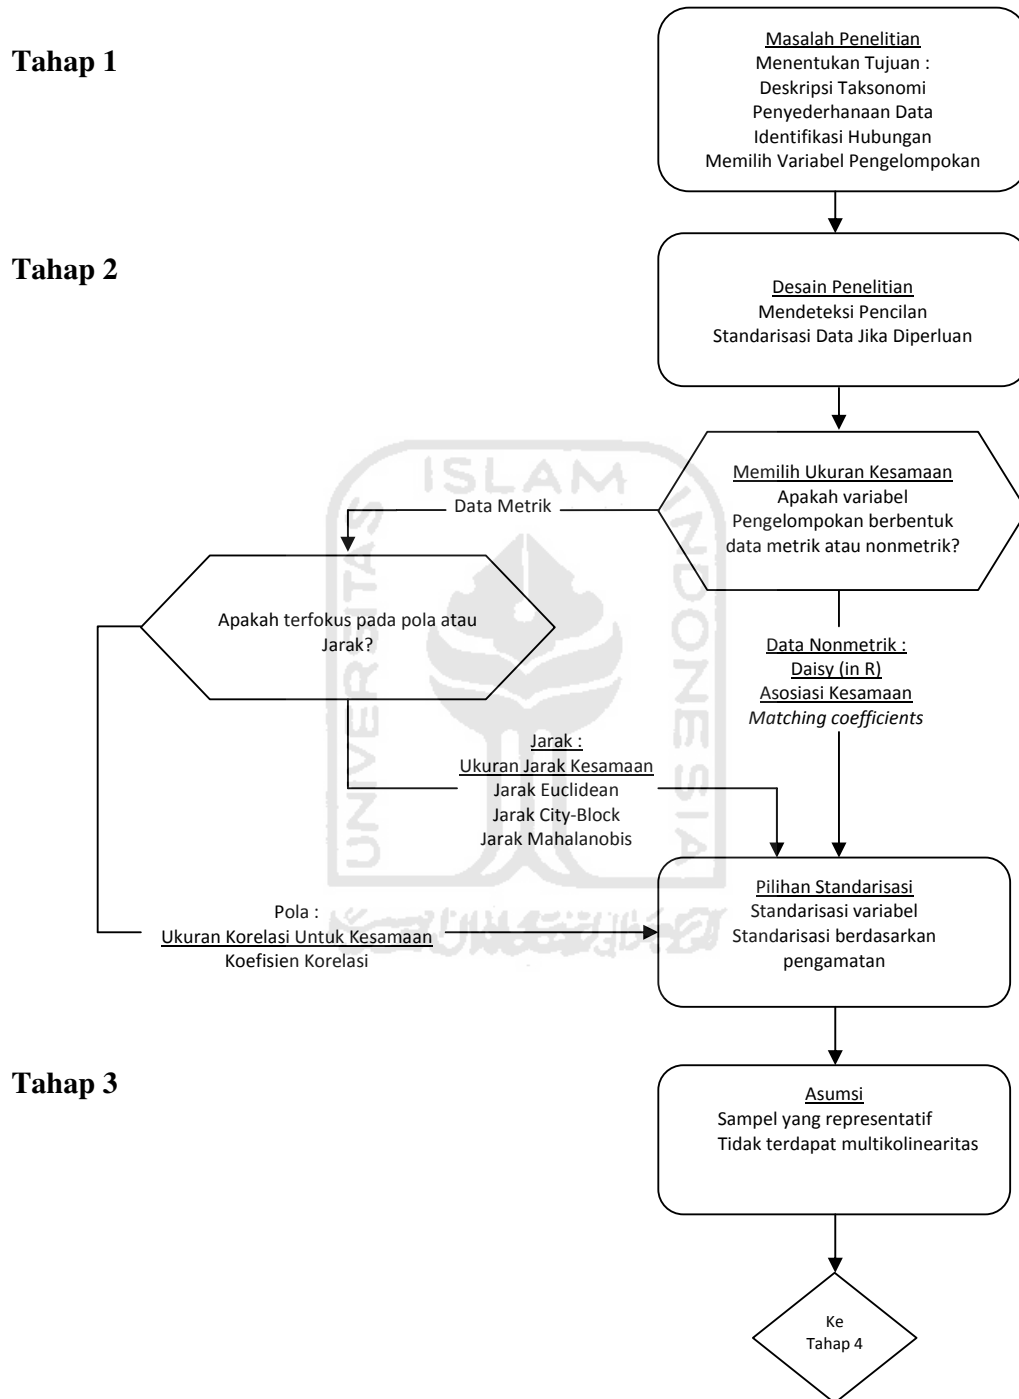 Tahap 1
Masalah Penelitian
Menentukan Tujuan :
Deskripsi Taksonomi
Penyederhanaan Data
Identifikasi Hubungan
Memilih Variabel Pengelompokan
Tahap 2
Desain Penelitian
Mendeteksi Pencilan
Standarisasi Data Jika Diperluan
Memilih Ukuran Kesamaan
Apakah variabel
Pengelompokan berbentuk
data metrik atau nonmetrik?
Data Metrik
Apakah terfokus pada pola atau
Jarak?
Data Nonmetrik :
Daisy (in R)
Asosiasi Kesamaan
Matching coefficients
Jarak :
Ukuran Jarak Kesamaan
Jarak Euclidean
Jarak City-Block
Jarak Mahalanobis
Pola :
Ukuran Korelasi Untuk Kesamaan
Koefisien Korelasi
Pilihan Standarisasi
Standarisasi variabel
Standarisasi berdasarkan
pengamatan
Tahap 3
Asumsi
Sampel yang representatif
Tidak terdapat multikolinearitas
Ke
Tahap 4
UNIVERSITAS
ISLAM
INDONESIA